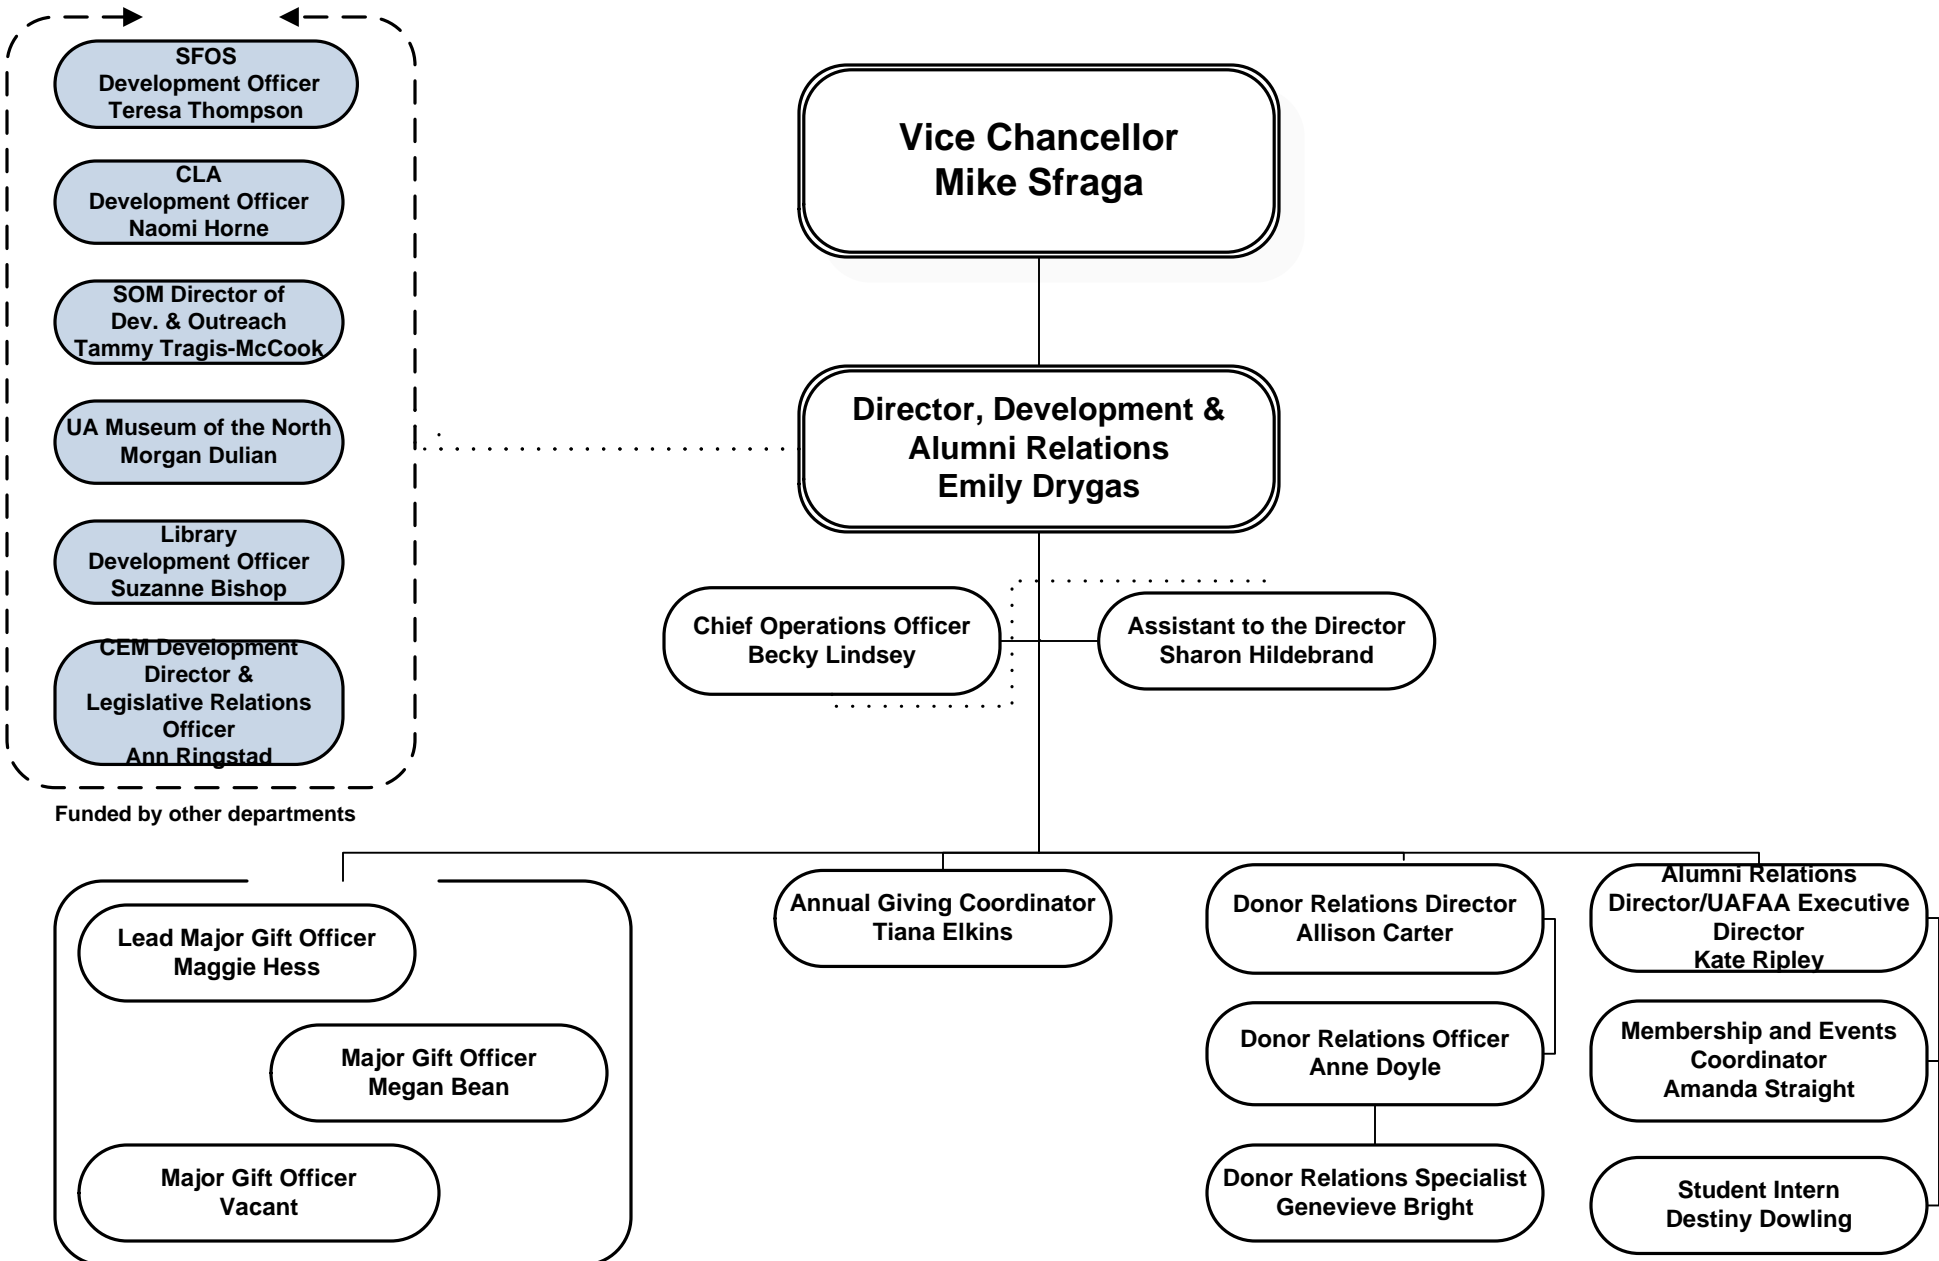 SFOS
Development Officer
Teresa Thompson
CLA
Development Officer
Naomi Horne
SOM Director of
Dev. & Outreach
Tammy Tragis-McCook
UA Museum of the North
Morgan Dulian
Library
Development Officer
Suzanne Bishop
CEM Development
Director &
Legislative Relations
Officer
Ann Ringstad
Funded by other departments
Vice Chancellor
Mike Sfraga
Director, Development &
Alumni Relations
Emily Drygas
Chief Operations Officer
Becky Lindsey
Assistant to the Director
Sharon Hildebrand
Lead Major Gift Officer
Maggie Hess
Major Gift Officer
Megan Bean
Major Gift Officer
Vacant
Annual Giving Coordinator
Tiana Elkins
Donor Relations Director
Allison Carter
Donor Relations Officer
Anne Doyle
Donor Relations Specialist
Genevieve Bright
Alumni Relations
Director/UAFAA Executive
Director
Kate Ripley
Membership and Events
Coordinator
Amanda Straight
Student Intern
Destiny Dowling